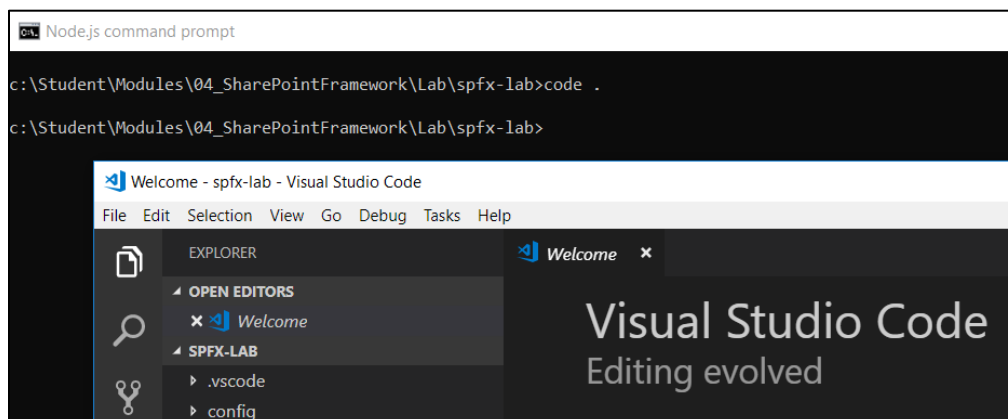 Node.js command prompt
c:\Student\Modules\04_SharePointFramework\Lab\spfx-lab>code .
c:\Student\Modules\04_SharePointFramework\Lab\spfx-lab>
Welcome - spfx-lab - Visual Studio Code
File Edit Selection View Go Debug Tasks Help
EXPLORER
Welcome
OPEN EDITORS
Welcome
SPFX-LAB
.vscode
config
Visual Studio Code
Editing evolved